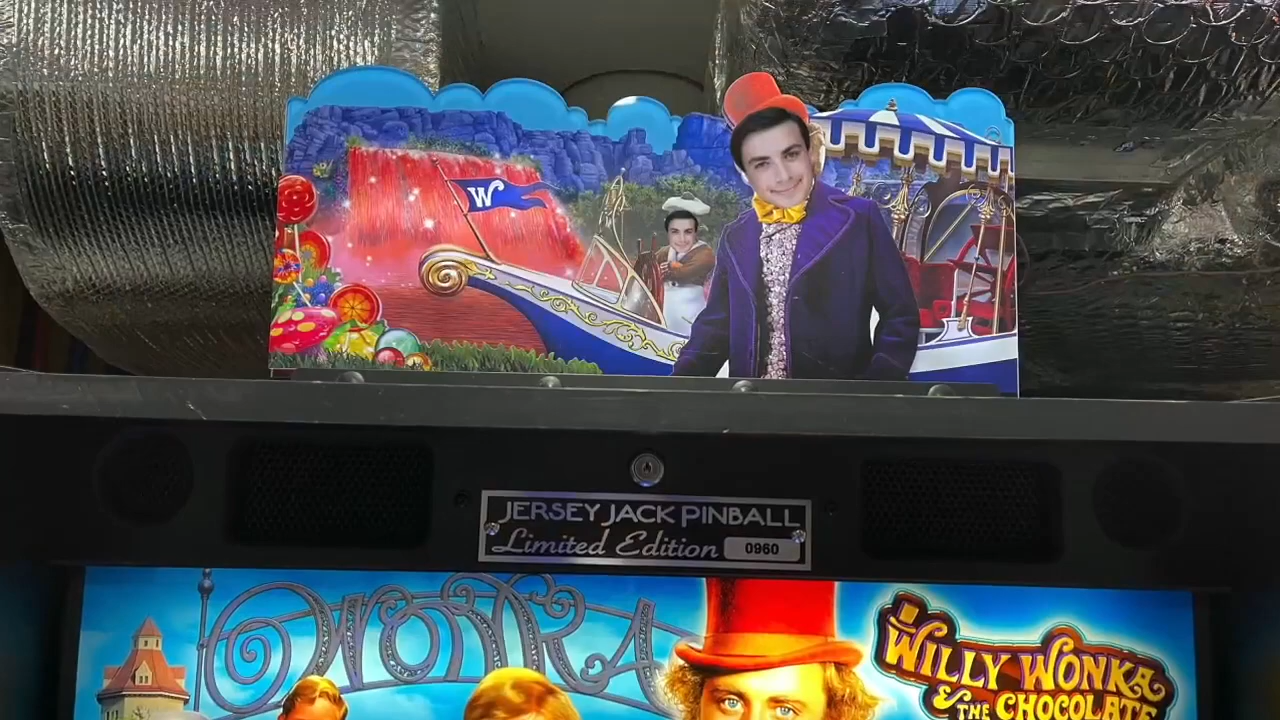 W
JERSEY JACK PINBALL
Limited Edition 0960
WONKA
WILLY WONKA
& THE CHOCOLATE